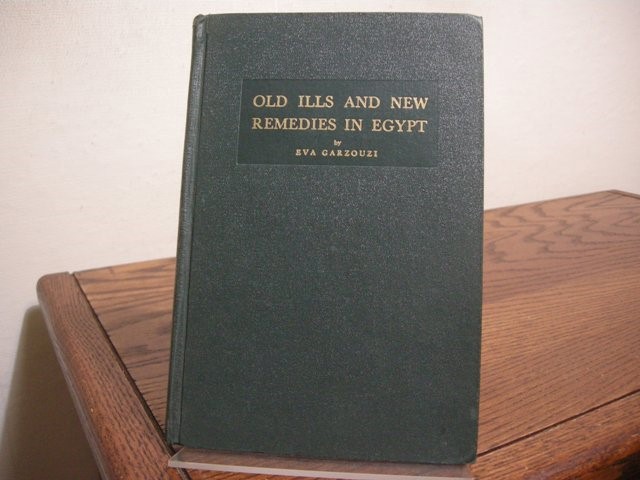 OLD ILLS AND NEW
REMEDIES IN EGYPT
by
EVA GARZOUZI